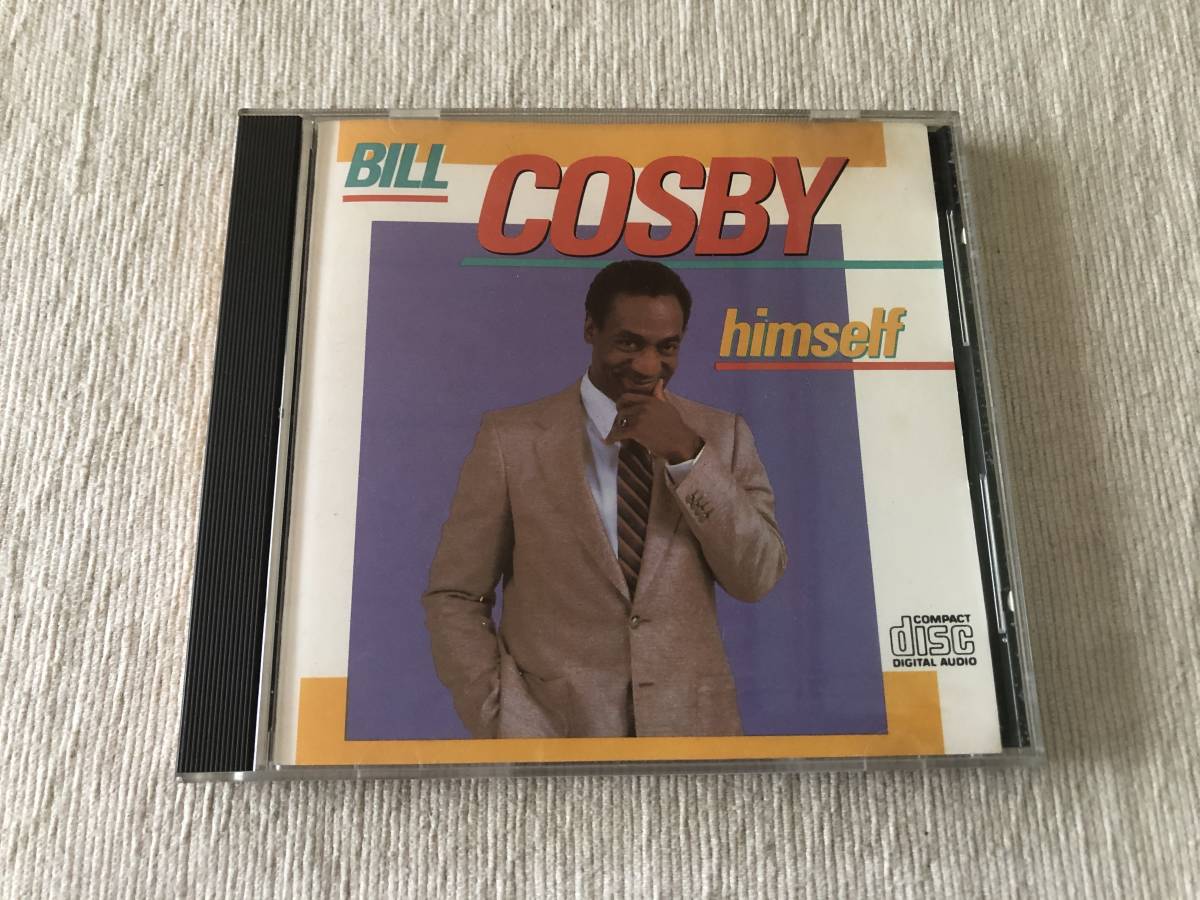 BILL
COSBY
himself
COMPACT
disc
DIGITAL AUDIO